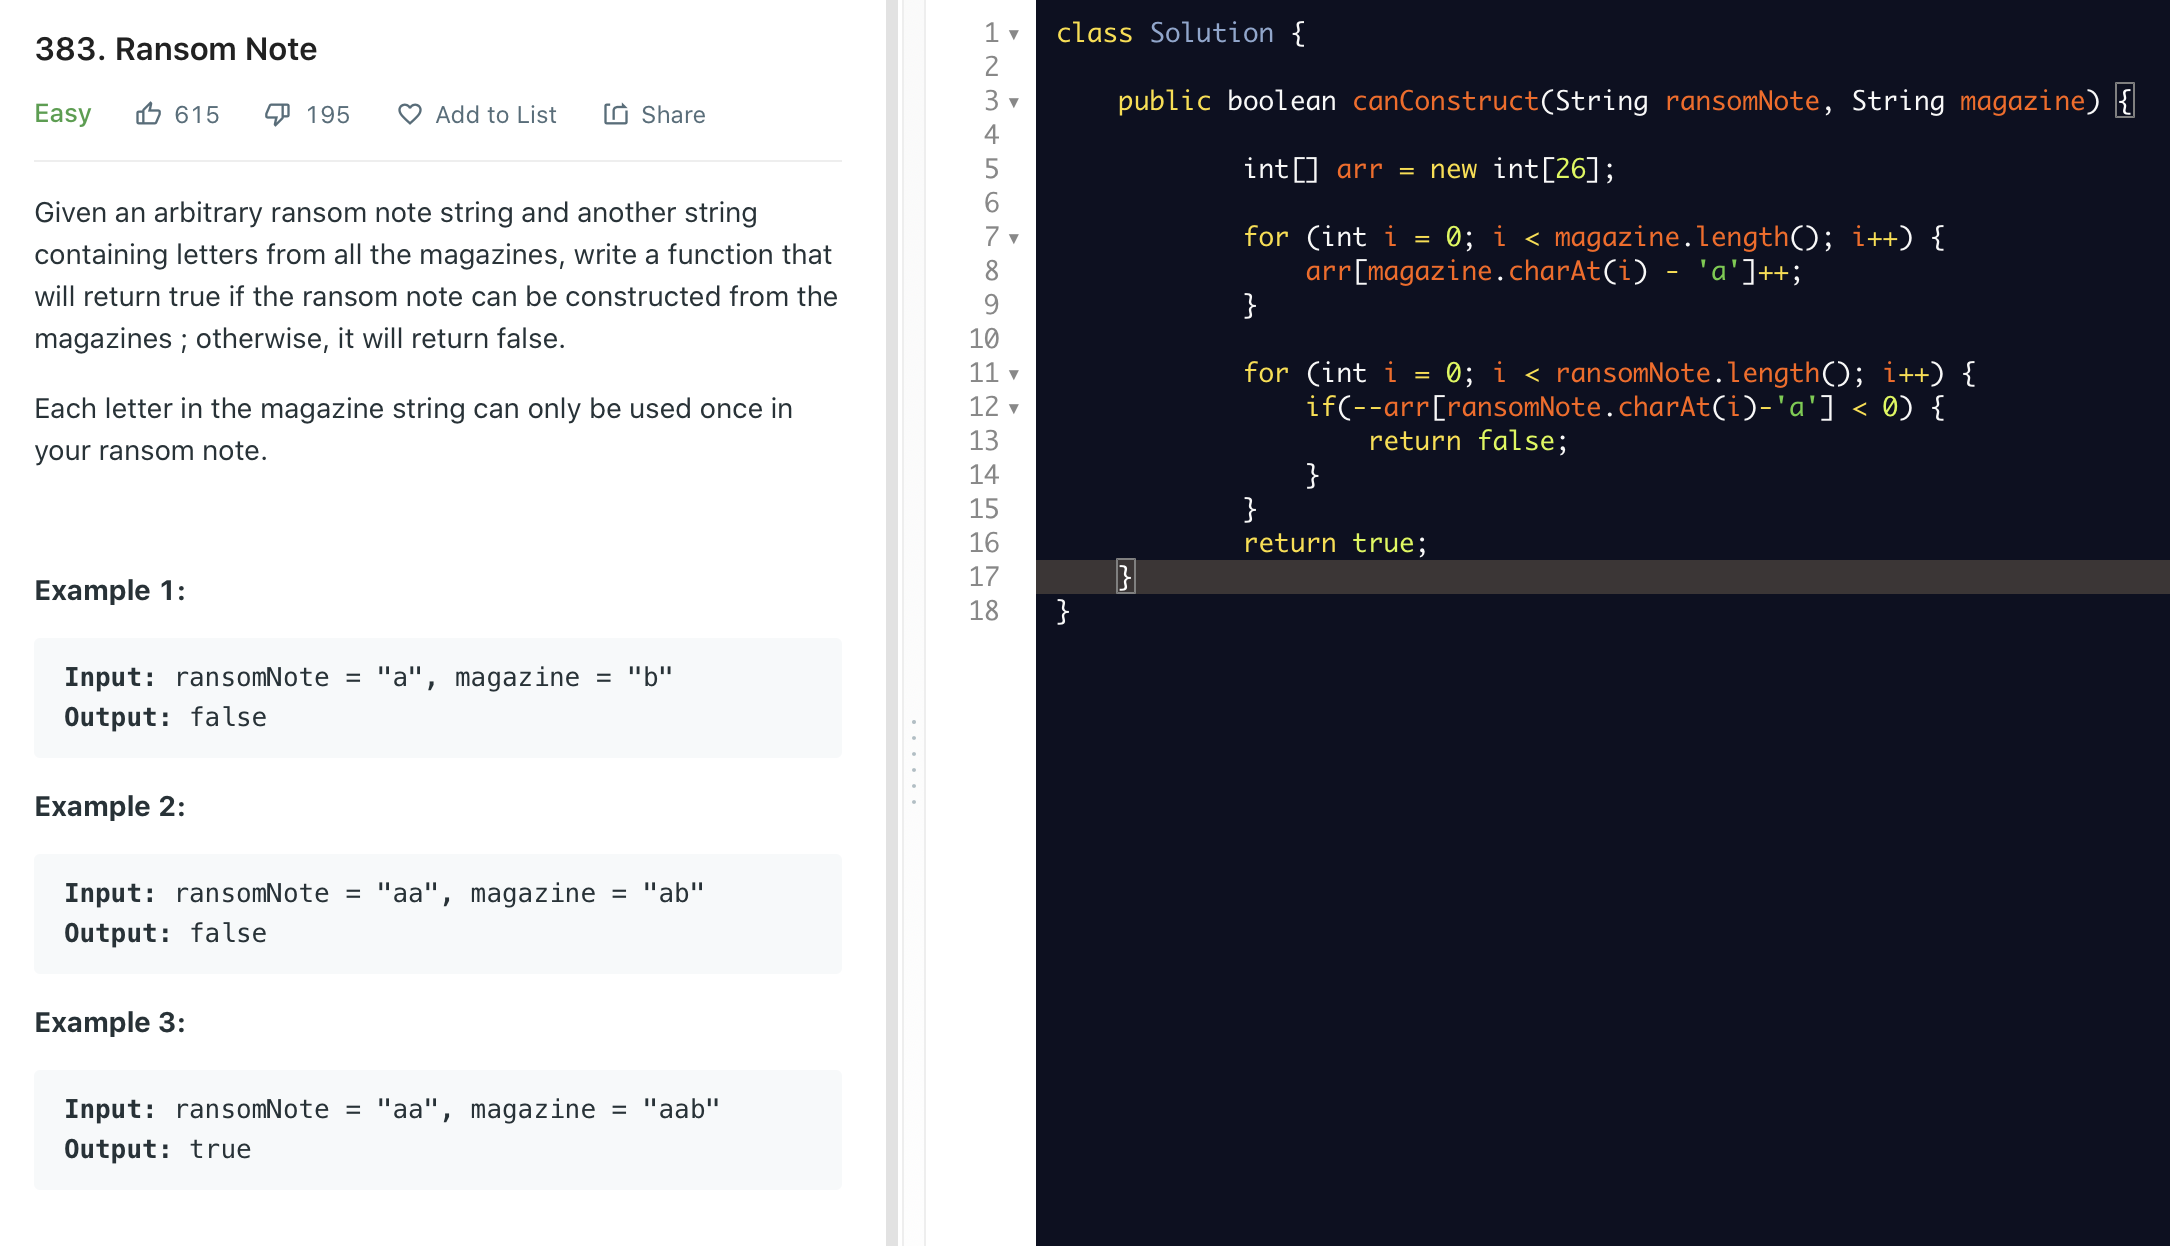 383. Ransom Note
Easy 615 195 Add to List Share
Given an arbitrary ransom note string and another string
containing letters from all the magazines, write a function that
will return true if the ransom note can be constructed from the
magazines ; otherwise, it will return false.
Each letter in the magazine string can only be used once in
your ransom note.
Example 1:
Input: ransomNote = "a", magazine = "b"
Output: false
Example 2:
Input: ransomNote = "aa", magazine = "ab"
Output: false
Example 3:
Input: ransomNote = "aa", magazine = "aab"
Output: true
1 class Solution {
2
3 public boolean canConstruct(String ransomNote, String magazine) {
4
5 int[] arr = new int[26];
6
7 for (int i = 0; i < magazine.length(); i++) {
8 arr[magazine.charAt(i) - 'a']++;
9 }
10
11 for (int i = 0; i < ransomNote.length(); i++) {
12 if(--arr[ransomNote.charAt(i)-'a'] < 0) {
13 return false;
14 }
15 }
16 return true;
17 }
18 }